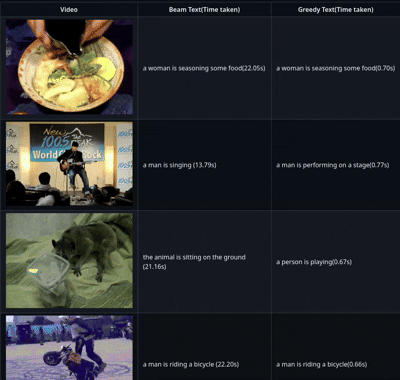 Video Beam Text(Time taken) Greedy Text(Time taken)
a woman is seasoning some food(22.05s) a woman is seasoning some food(0.70s)
New
100.5
World Cl
ock
a man is singing (13.79s) a man is performing on a stage(0.77s)
the animal is sitting on the ground
(21.16s)
a person is playing(0.67s)
a man is riding a bicycle (22.20s) a man is riding a bicycle(0.66s)